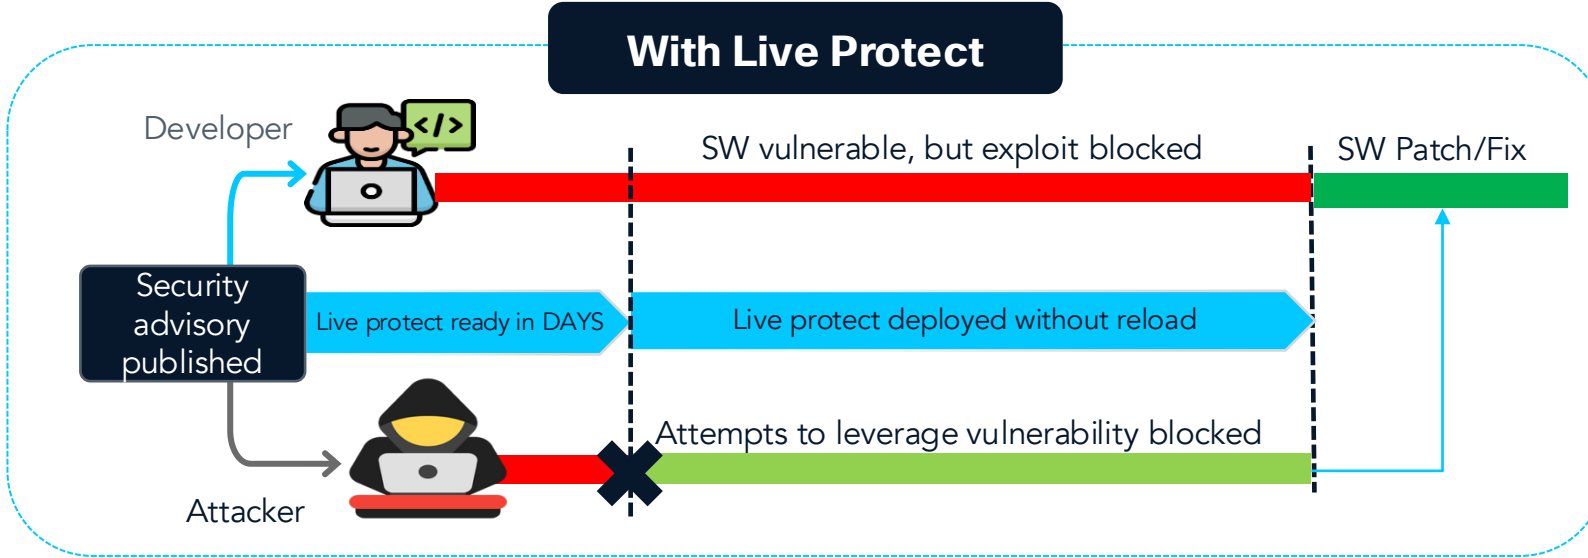 With Live Protect
Developer
</>
SW vulnerable, but exploit blocked
SW Patch/Fix
Security
advisory
published
Live protect ready in DAYS
Live protect deployed without reload
Attempts to leverage vulnerability blocked
Attacker